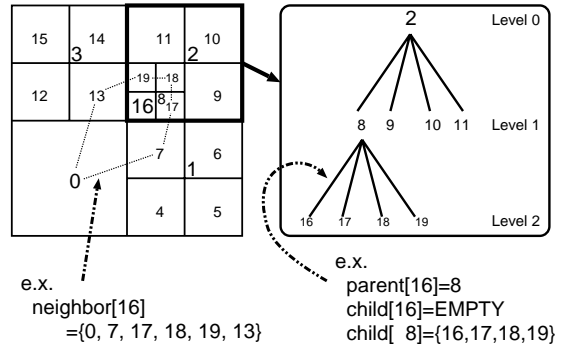 15 14 11 10
3 2
19 18
12 13 16 8 17 9
7 6
0 1
4 5
2 Level 0
8 9 10 11 Level 1
16 17 18 19 Level 2
e.x.
neighbor[16]
={0, 7, 17, 18, 19, 13}
e.x.
parent[16]=8
child[16]=EMPTY
child[ 8]={16,17,18,19}